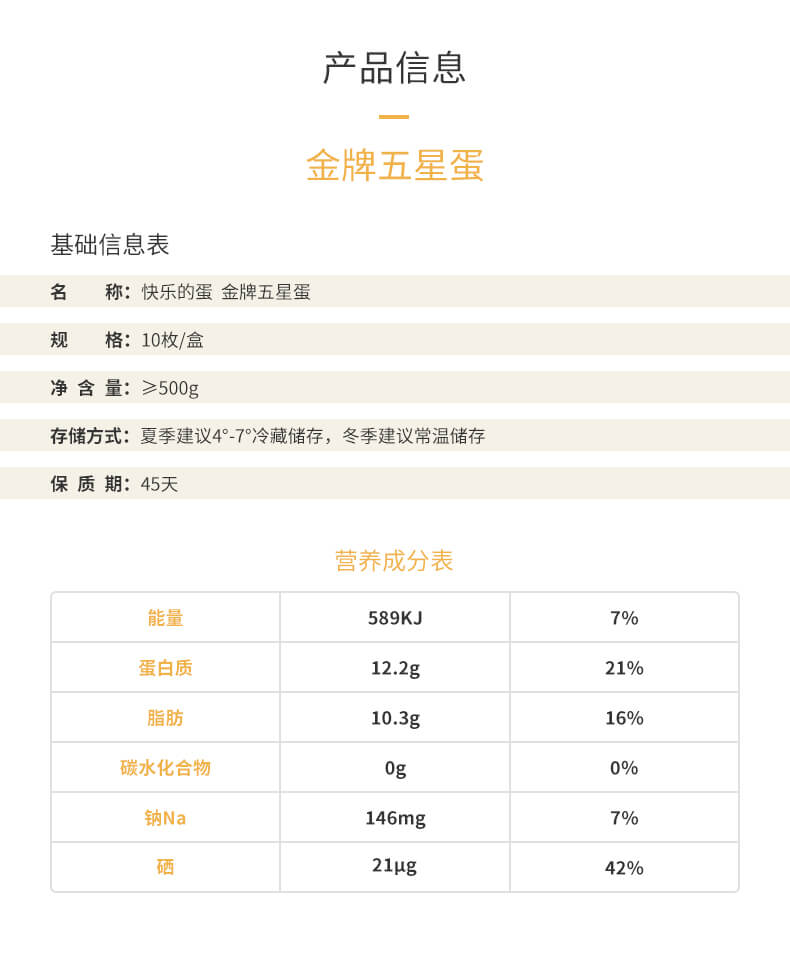 产品信息
金牌五星蛋
基础信息表
名 称：快乐的蛋 金牌五星蛋
规 格：10枚/盒
净 含 量：≥500g
存储方式：夏季建议4°-7°冷藏储存，冬季建议常温储存
保 质 期：45天
营养成分表
能量 589KJ 7%
蛋白质 12.2g 21%
脂肪 10.3g 16%
碳水化合物 0g 0%
钠Na 146mg 7%
硒 21μg 42%